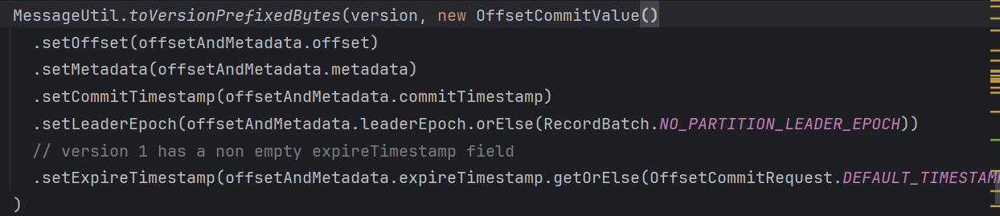 MessageUtil.toVersionPrefixedBytes(version, new OffsetCommitValue()
  .setOffset(offsetAndMetadata.offset)
  .setMetadata(offsetAndMetadata.metadata)
  .setCommitTimestamp(offsetAndMetadata.commitTimestamp)
  .setLeaderEpoch(offsetAndMetadata.leaderEpoch.orElse(RecordBatch.NO_PARTITION_LEADER_EPOCH))
  // version 1 has a non empty expireTimestamp field
  .setExpireTimestamp(offsetAndMetadata.expireTimestamp.getOrElse(OffsetCommitRequest.DEFAULT_TIMESTAM
)